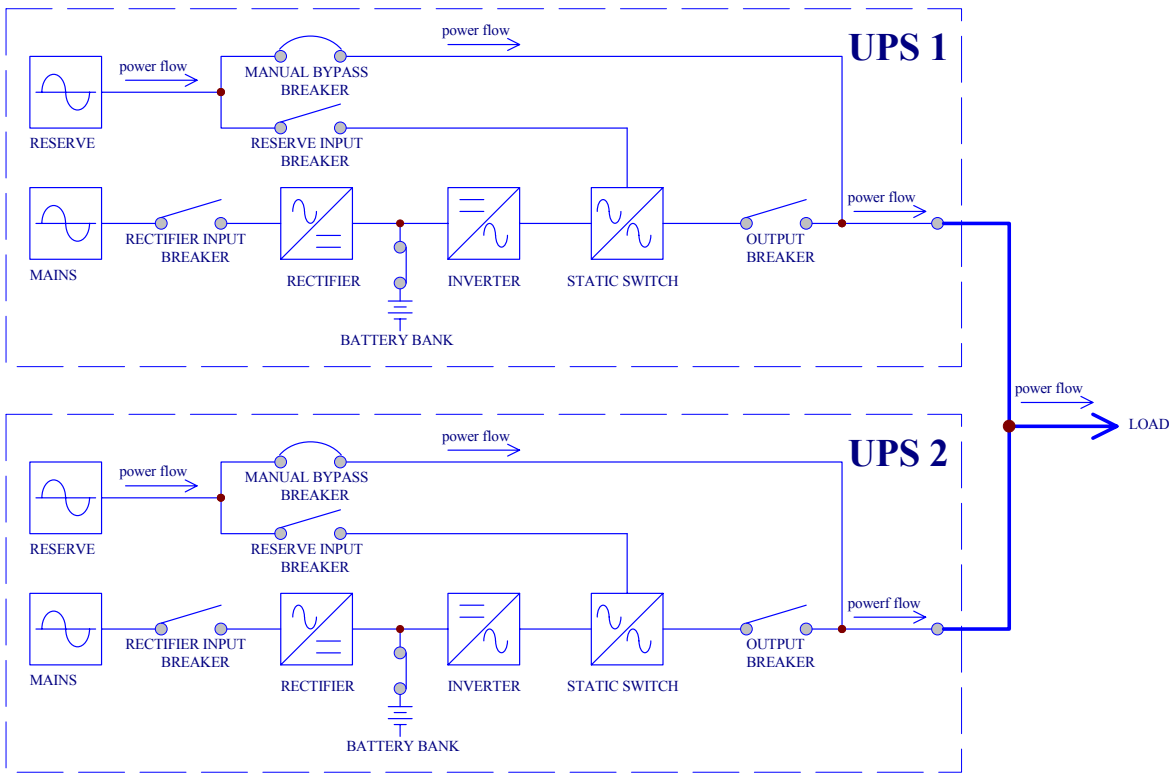 power flow
UPS 1
power flow
MANUAL BYPASS
BREAKER
RESERVE
RESERVE INPUT
BREAKER
power flow
RECTIFIER INPUT
BREAKER
OUTPUT
BREAKER
MAINS
RECTIFIER
INVERTER
STATIC SWITCH
BATTERY BANK
power flow
LOAD
power flow
UPS 2
power flow
MANUAL BYPASS
BREAKER
RESERVE
RESERVE INPUT
BREAKER
powerf flow
RECTIFIER INPUT
BREAKER
OUTPUT
BREAKER
MAINS
RECTIFIER
INVERTER
STATIC SWITCH
BATTERY BANK